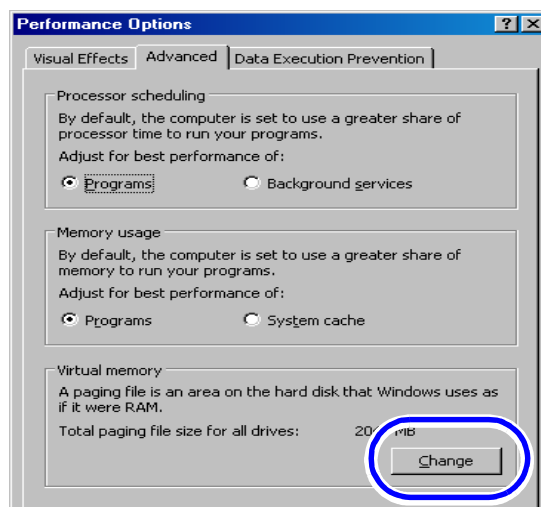 Performance Options
Visual Effects Advanced Data Execution Prevention
Processor scheduling
By default, the computer is set to use a greater share of
processor time to run your programs.
Adjust for best performance of:
Programs Background services
Memory usage
By default, the computer is set to use a greater share of
memory to run your programs.
Adjust for best performance of:
Programs System cache
Virtual memory
A paging file is an area on the hard disk that Windows uses as
if it were RAM.
Total paging file size for all drives: MB
Change